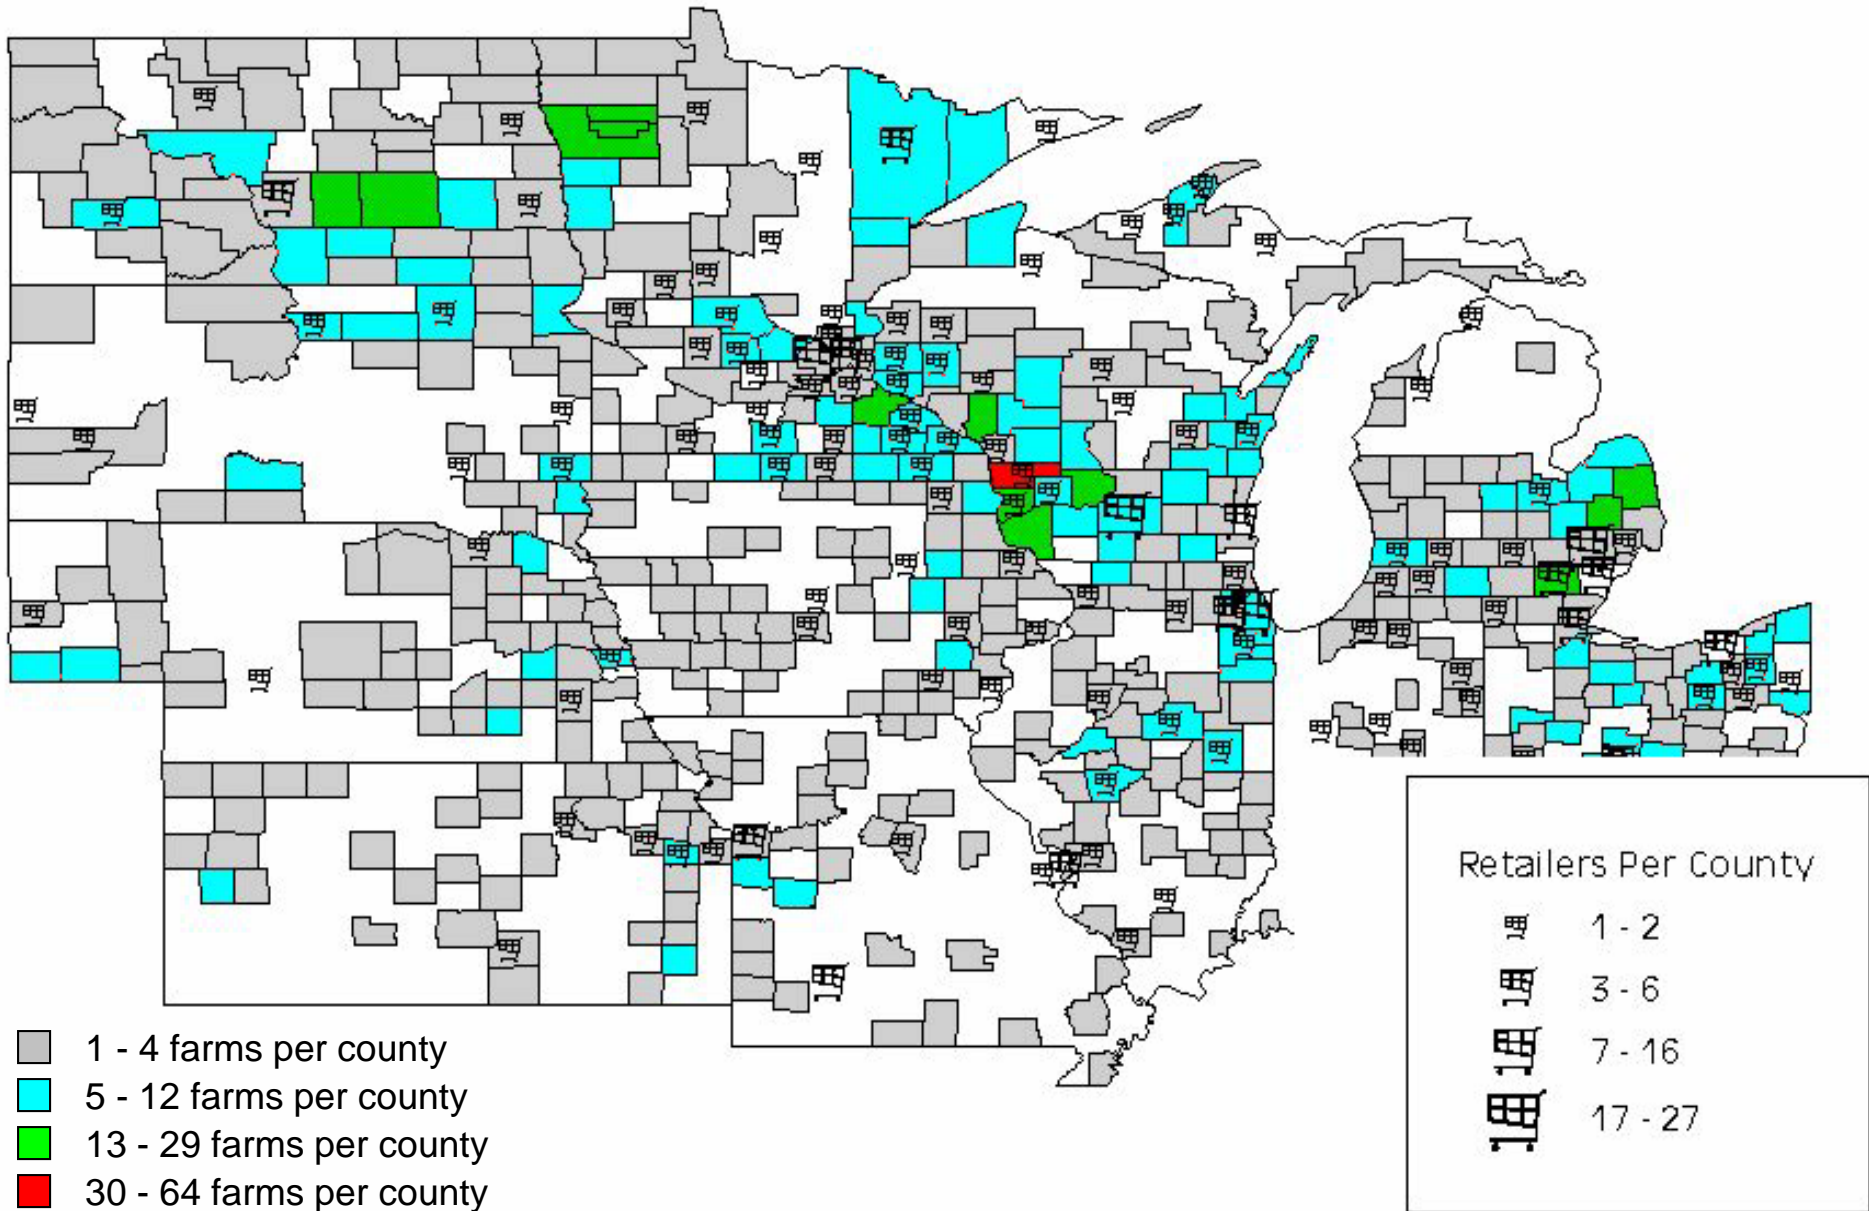 Retailers Per County
1 - 2
3 - 6
7 - 16
17 - 27
1 - 4 farms per county
5 - 12 farms per county
13 - 29 farms per county
30 - 64 farms per county